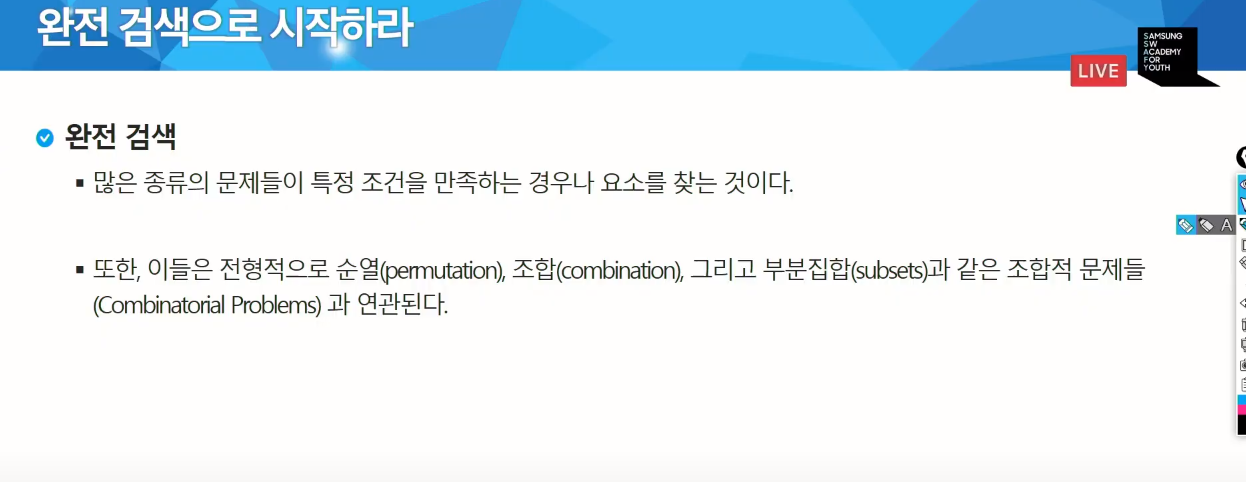 완전 검색으로 시작하라
SAMSUNG
SW
ACADEMY
FOR
YOUTH
LIVE
완전 검색
▪ 많은 종류의 문제들이 특정 조건을 만족하는 경우나 요소를 찾는 것이다.
▪ 또한, 이들은 전형적으로 순열(permutation), 조합(combination), 그리고 부분집합(subsets)과 같은 조합적 문제들
(Combinatorial Problems) 과 연관된다.
A